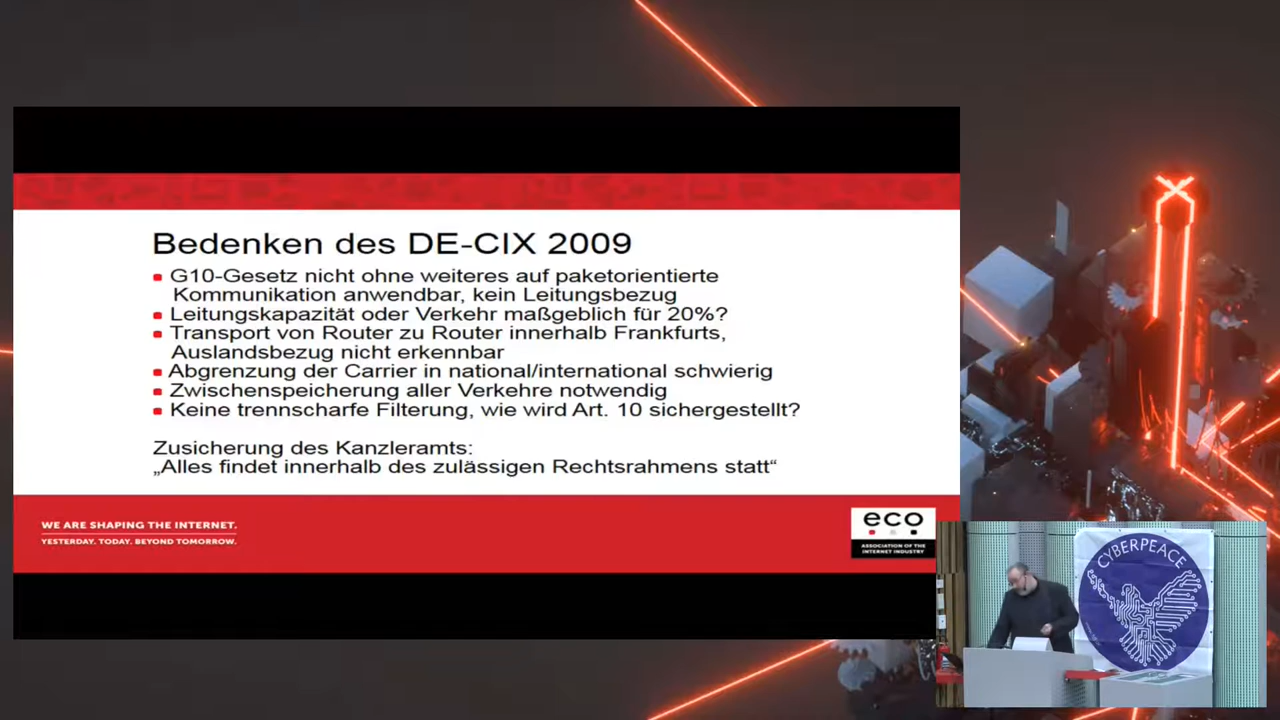 Bedenken des DE-CIX 2009
G10-Gesetz nicht ohne weiteres auf paketorientierte
Kommunikation anwendbar, kein Leitungsbezug
Leitungskapazität oder Verkehr maßgeblich für 20%?
Transport von Router zu Router innerhalb Frankfurts,
Auslandsbezug nicht erkennbar
Abgrenzung der Carrier in national/international schwierig
Zwischenspeicherung aller Verkehre notwendig
Keine trennscharfe Filterung, wie wird Art. 10 sichergestellt?
Zusicherung des Kanzleramts:
„Alles findet innerhalb des zulässigen Rechtsrahmens statt“
WE ARE SHAPING THE INTERNET.
YESTERDAY. TODAY. BEYOND TOMORROW.
eco
ASSOCIATION OF THE
INTERNET INDUSTRY
CYBERPEACE